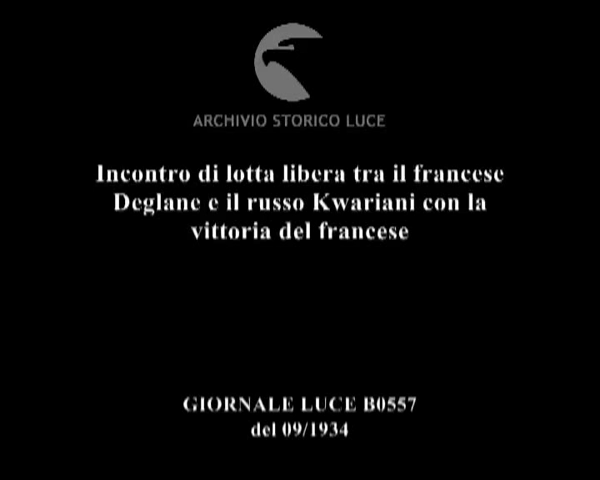 ARCHIVIO STORICO LUCE
Incontro di lotta libera tra il francese
Deglane e il russo Kwariani con la
vittoria del francese
GIORNALE LUCE B0557
del 09/1934